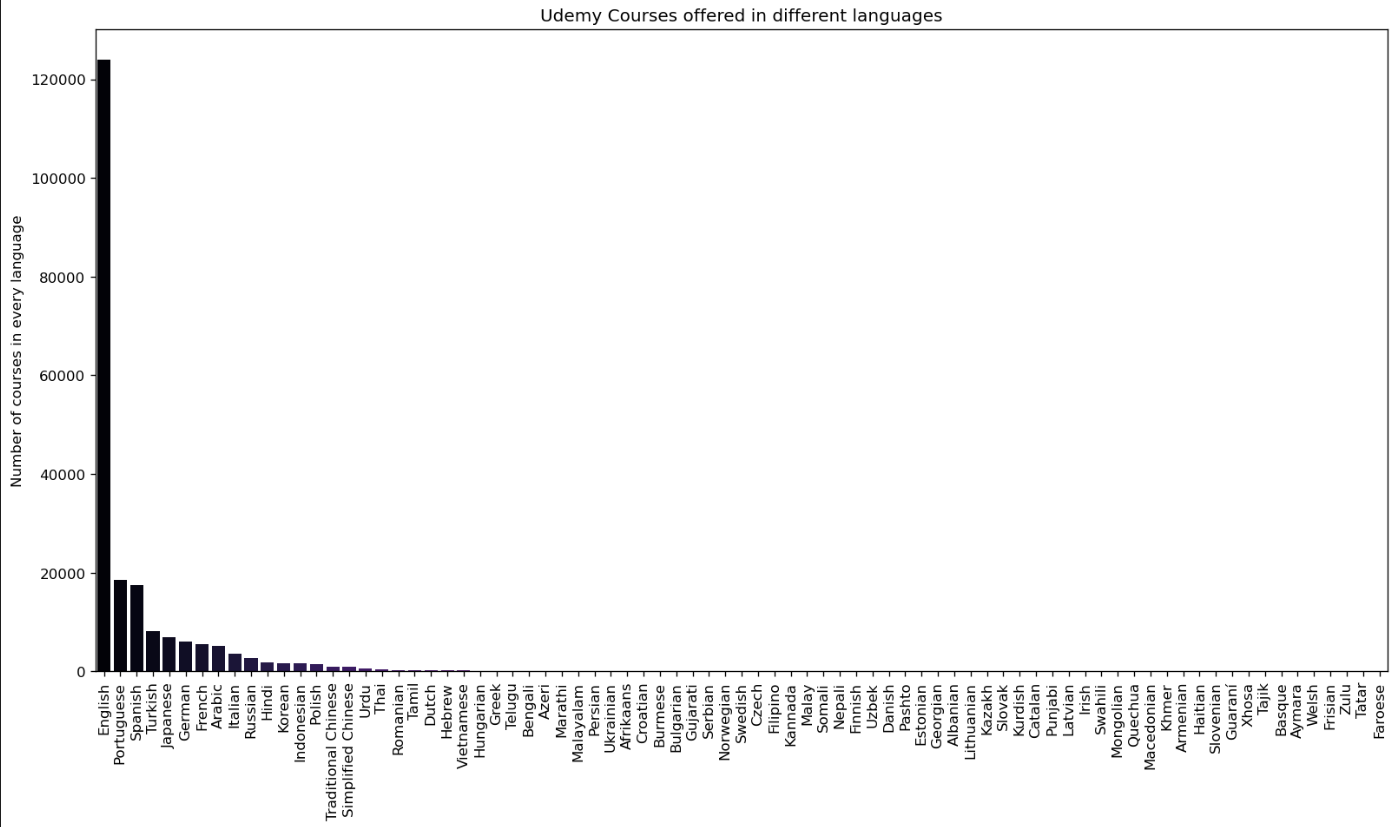 Udemy Courses offered in different languages
Number of courses in every language
120000
100000
80000
60000
40000
20000
0
English
Portuguese
Spanish
Turkish
Japanese
German
French
Arabic
Italian
Russian
Hindi
Korean
Indonesian
Polish
Traditional Chinese
Simplified Chinese
Urdu
Thai
Romanian
Tamil
Dutch
Hebrew
Vietnamese
Hungarian
Greek
Telugu
Bengali
Azeri
Marathi
Malayalam
Persian
Ukrainian
Afrikaans
Croatian
Burmese
Bulgarian
Gujarati
Serbian
Norwegian
Swedish
Czech
Filipino
Kannada
Malay
Somali
Nepali
Finnish
Uzbek
Danish
Pashto
Estonian
Georgian
Albanian
Lithuanian
Kazakh
Slovak
Kurdish
Catalan
Punjabi
Latvian
Irish
Swahili
Mongolian
Quechua
Macedonian
Khmer
Armenian
Haitian
Slovenian
Guaraní
Xhosa
Tajik
Basque
Aymara
Welsh
Frisian
Zulu
Tatar
Faroese